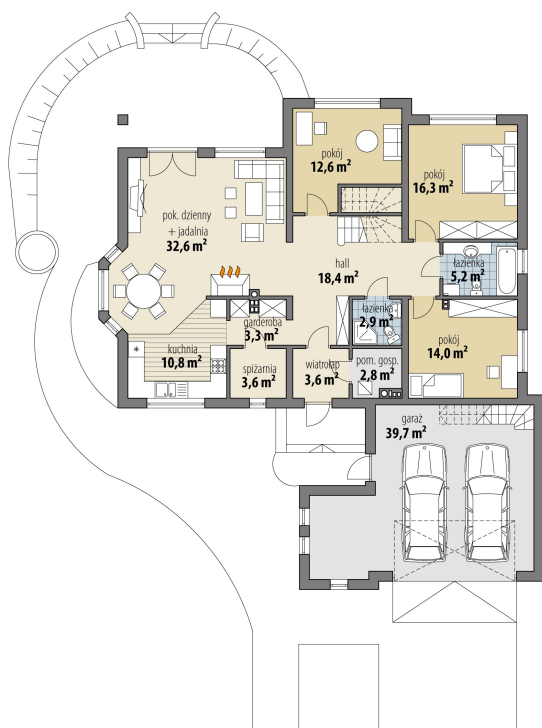 pokój
12,6 m²
pokój
16,3 m²
pok. dzienny
+ jadalnia
32,6 m²
hall
18,4 m²
łazienka
5,2 m²
łazienka
2,9 m²
garderoba
3,3 m²
pokój
14,0 m²
kuchnia
10,8 m²
spiżarnia
3,6 m²
wiatrołap
3,6 m²
pom. gosp.
2,8 m²
garaż
39,7 m²